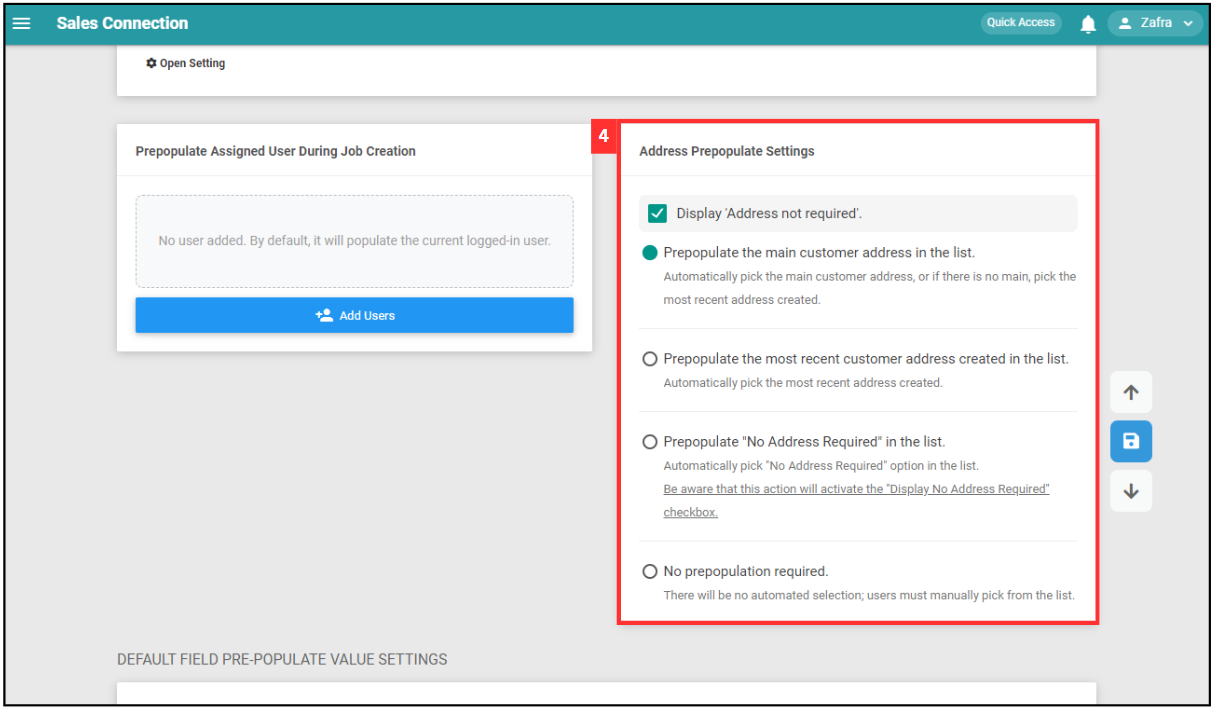 Sales Connection
Quick Access
Zafra
Open Setting
Prepopulate Assigned User During Job Creation
No user added. By default, it will populate the current logged-in user.
Add Users
4
Address Prepopulate Settings
Display 'Address not required'.
Prepopulate the main customer address in the list.
Automatically pick the main customer address, or if there is no main, pick the
most recent address created.
Prepopulate the most recent customer address created in the list.
Automatically pick the most recent address created.
Prepopulate "No Address Required" in the list.
Automatically pick "No Address Required" option in the list.
Be aware that this action will activate the "Display No Address Required"
checkbox.
No prepopulation required.
There will be no automated selection; users must manually pick from the list.
DEFAULT FIELD PRE-POPULATE VALUE SETTINGS